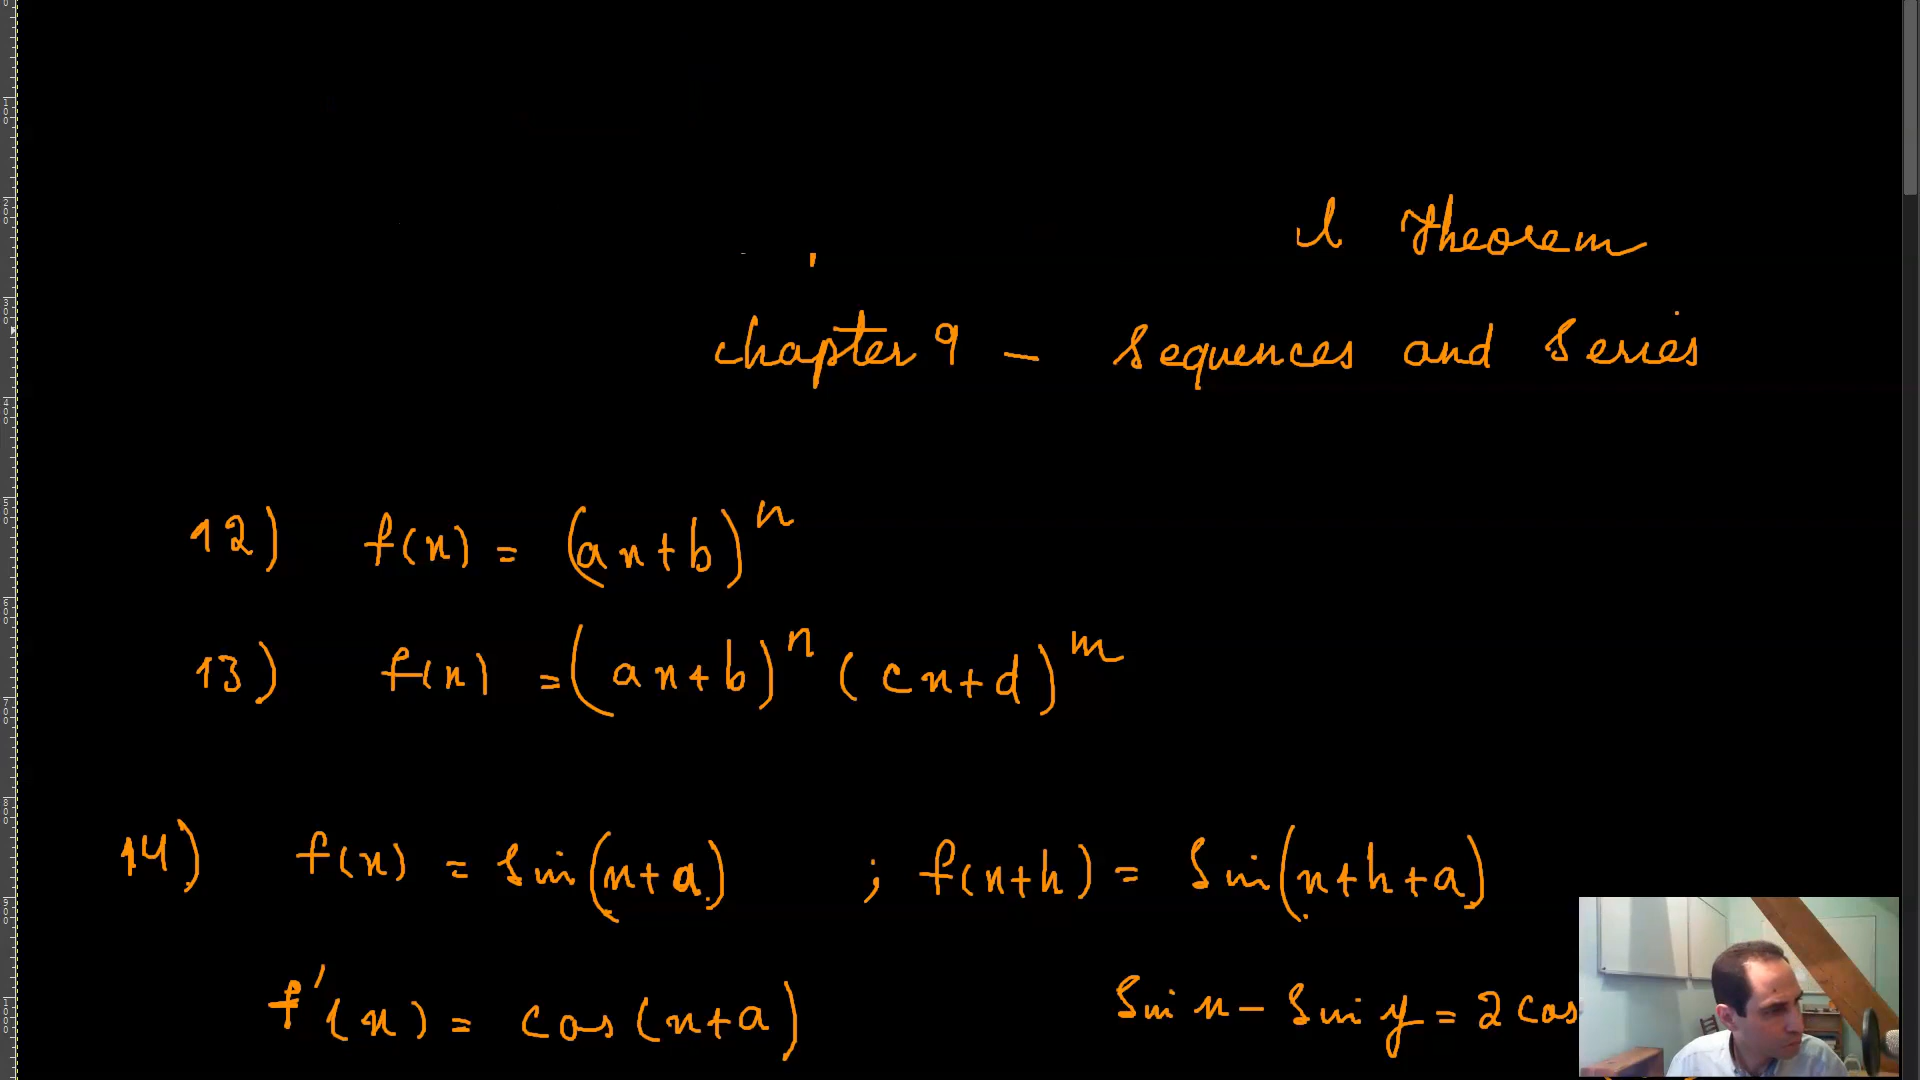 l Theorem
chapter 9 - Sequences and Series
12) f(x) = (ax+b)^n
13) f(x) = (ax+b)^n (cx+d)^m
14) f(x) = Sin(x+a) ; f(x+h) = Sin(x+h+a)
f'(x) = cos(x+a) Sin x - Sin y = 2 cos